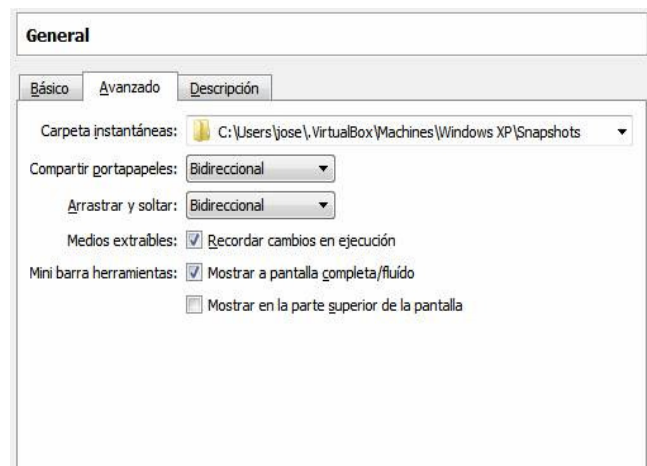 General
Básico Avanzado Descripción
Carpeta instantáneas: C:\Users\jose\.VirtualBox\Machines\Windows XP\Snapshots
Compartir portapapeles: Bidireccional
Arrastrar y soltar: Bidireccional
Medios extraíbles: Recordar cambios en ejecución
Mini barra herramientas: Mostrar a pantalla completa/fluído
Mostrar en la parte superior de la pantalla